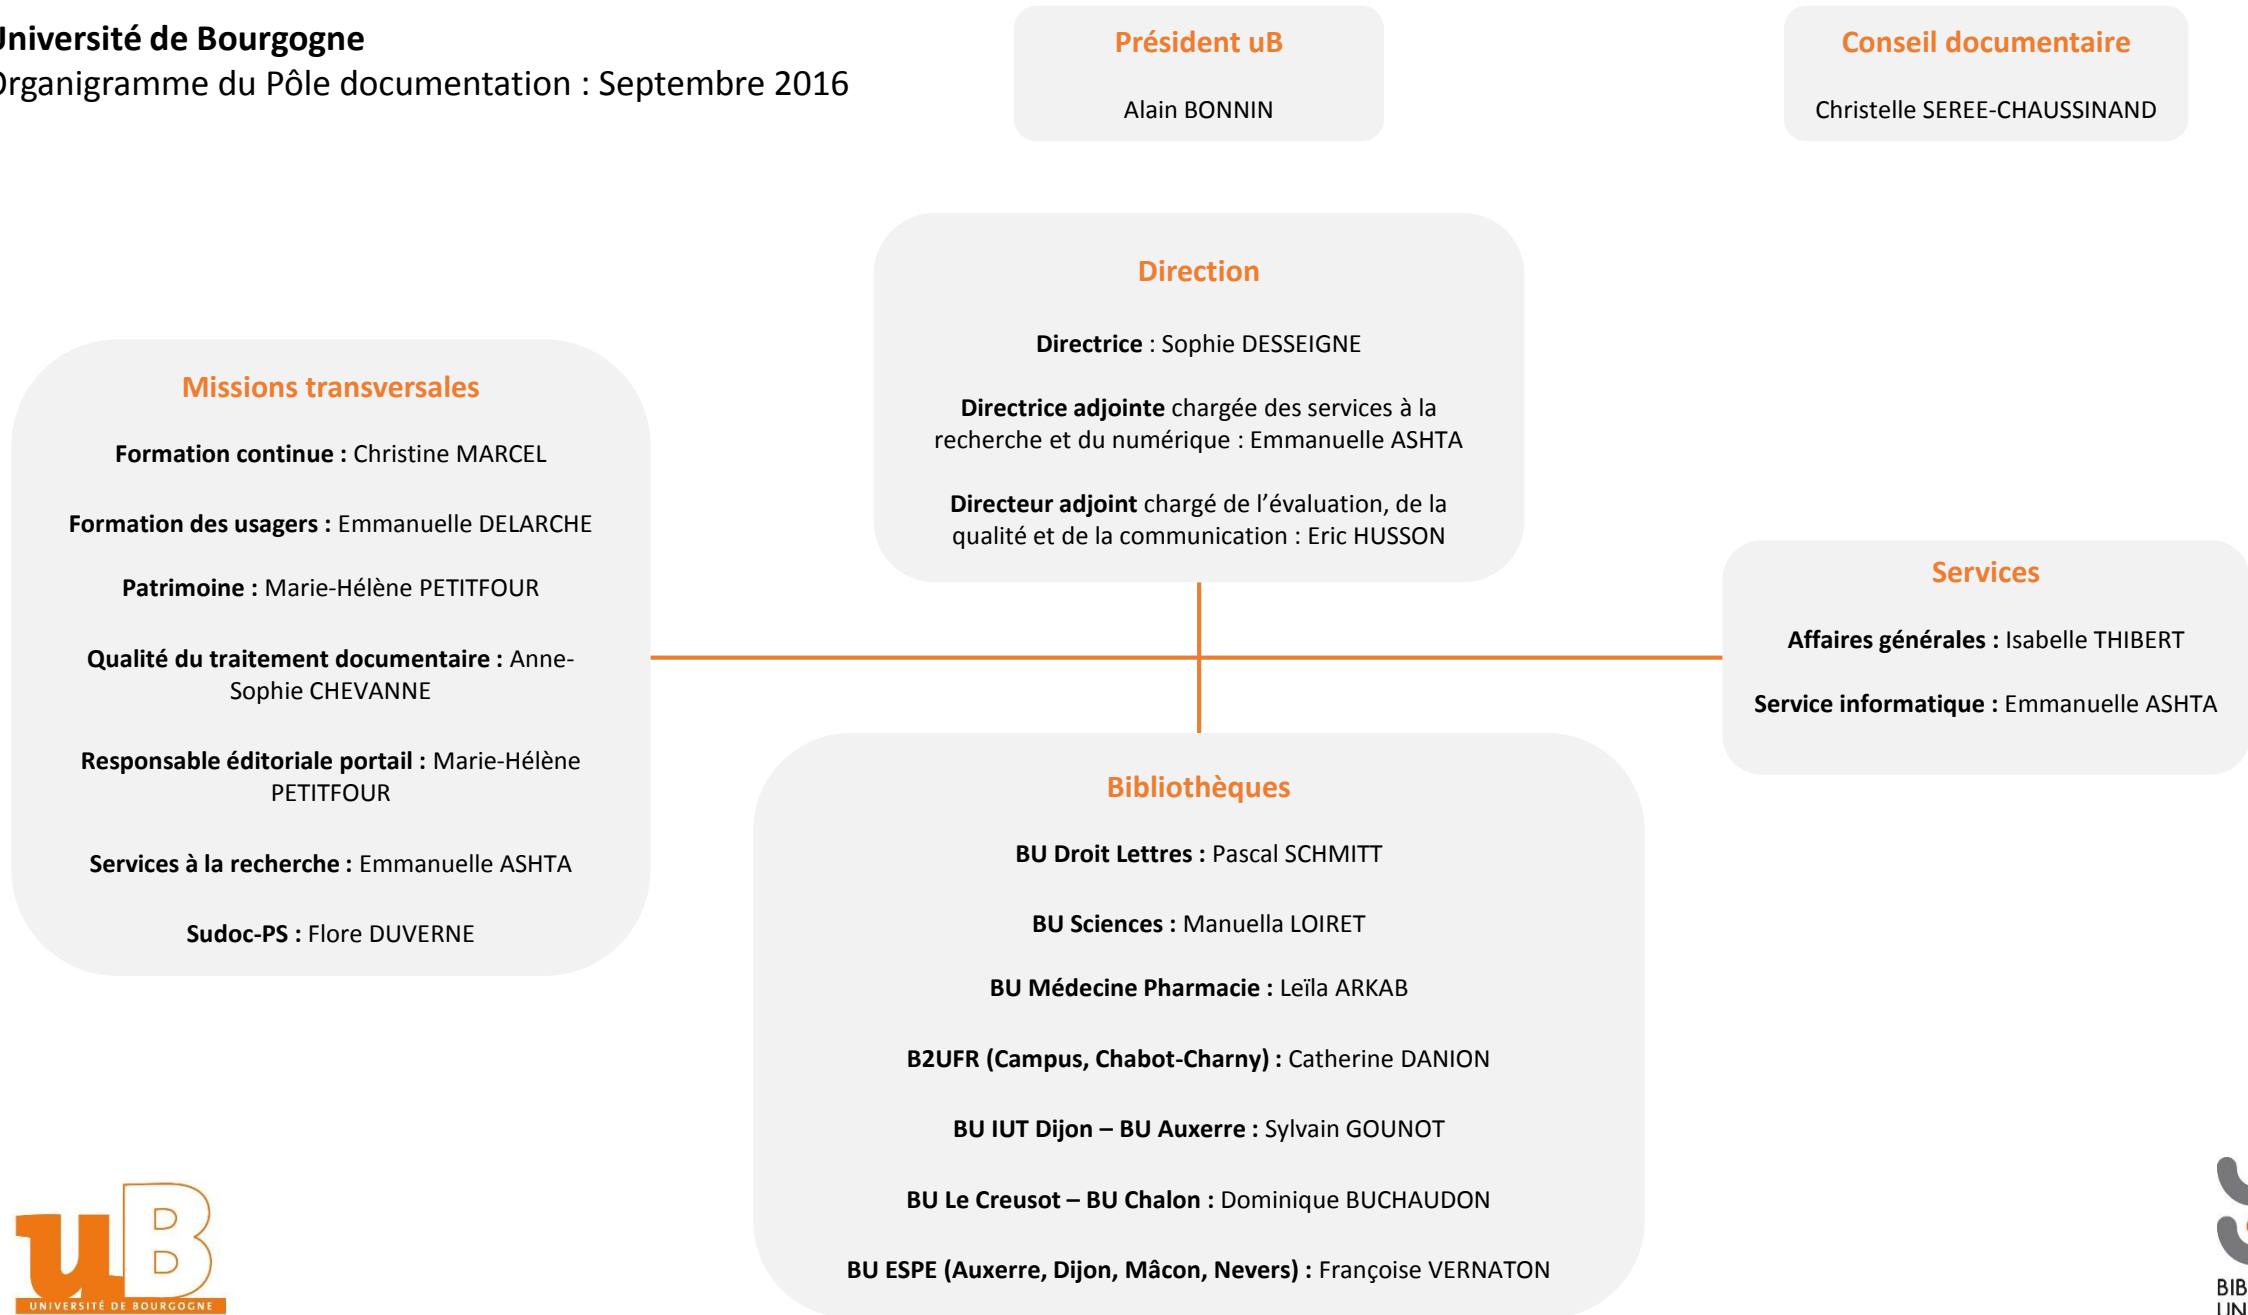 Université de Bourgogne
Organigramme du Pôle documentation : Septembre 2016
Président uB
Alain BONNIN
Conseil documentaire
Christelle SEREE-CHAUSSINAND
Direction
Directrice : Sophie DESSEIGNE
Directrice adjointe chargée des services à la
recherche et du numérique : Emmanuelle ASHTA
Directeur adjoint chargé de l’évaluation, de la
qualité et de la communication : Eric HUSSON
Missions transversales
Formation continue : Christine MARCEL
Formation des usagers : Emmanuelle DELARCHE
Patrimoine : Marie-Hélène PETITFOUR
Qualité du traitement documentaire : Anne-
Sophie CHEVANNE
Responsable éditoriale portail : Marie-Hélène
PETITFOUR
Services à la recherche : Emmanuelle ASHTA
Sudoc-PS : Flore DUVERNE
Services
Affaires générales : Isabelle THIBERT
Service informatique : Emmanuelle ASHTA
Bibliothèques
BU Droit Lettres : Pascal SCHMITT
BU Sciences : Manuella LOIRET
BU Médecine Pharmacie : Leïla ARKAB
B2UFR (Campus, Chabot-Charny) : Catherine DANION
BU IUT Dijon – BU Auxerre : Sylvain GOUNOT
BU Le Creusot – BU Chalon : Dominique BUCHAUDON
BU ESPE (Auxerre, Dijon, Mâcon, Nevers) : Françoise VERNATON
uB
UNIVERSITÉ DE BOURGOGNE
BIB
UN